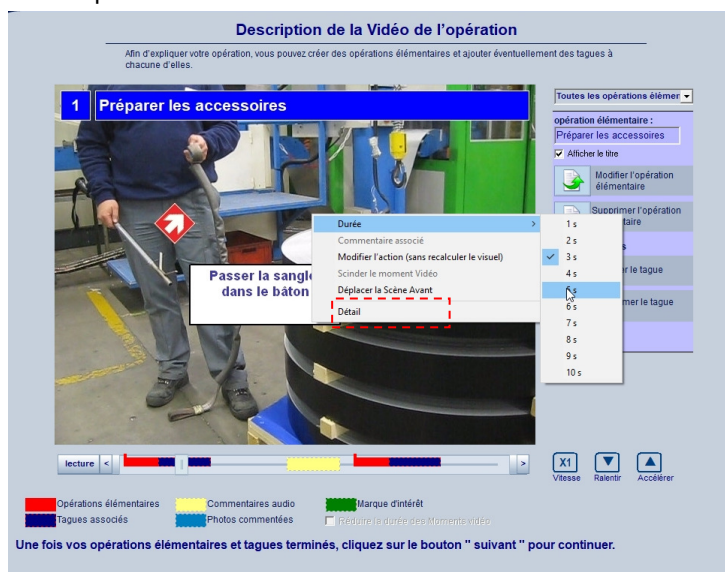 Description de la Vidéo de l'opération
Afin d'expliquer votre opération, vous pouvez créer des opérations élémentaires et ajouter éventuellement des tagues à
chacune d'elles.
1 Préparer les accessoires
Toutes les opérations élémer
opération élémentaire :
Préparer les accessoires
Afficher le titre
Modifier l'opération
élémentaire
Supprimer l'opération
Durée
Commentaire associé
Modifier l'action (sans recalculer le visuel)
Scinder le moment Vidéo
Déplacer la Scène Avant
Détail
1 s
2 s
3 s
4 s
5 s
6 s
7 s
8 s
9 s
10 s
le tague
le tague
Passer la sangle
dans le bâton
lecture < >
X1
Vitesse Ralentir Accélérer
Opérations élémentaires Commentaires audio Marque d'intérêt
Tagues associés Photos commentées Réduire la durée des Moments vidéo
Une fois vos opérations élémentaires et tagues terminés, cliquez sur le bouton " suivant " pour continuer.